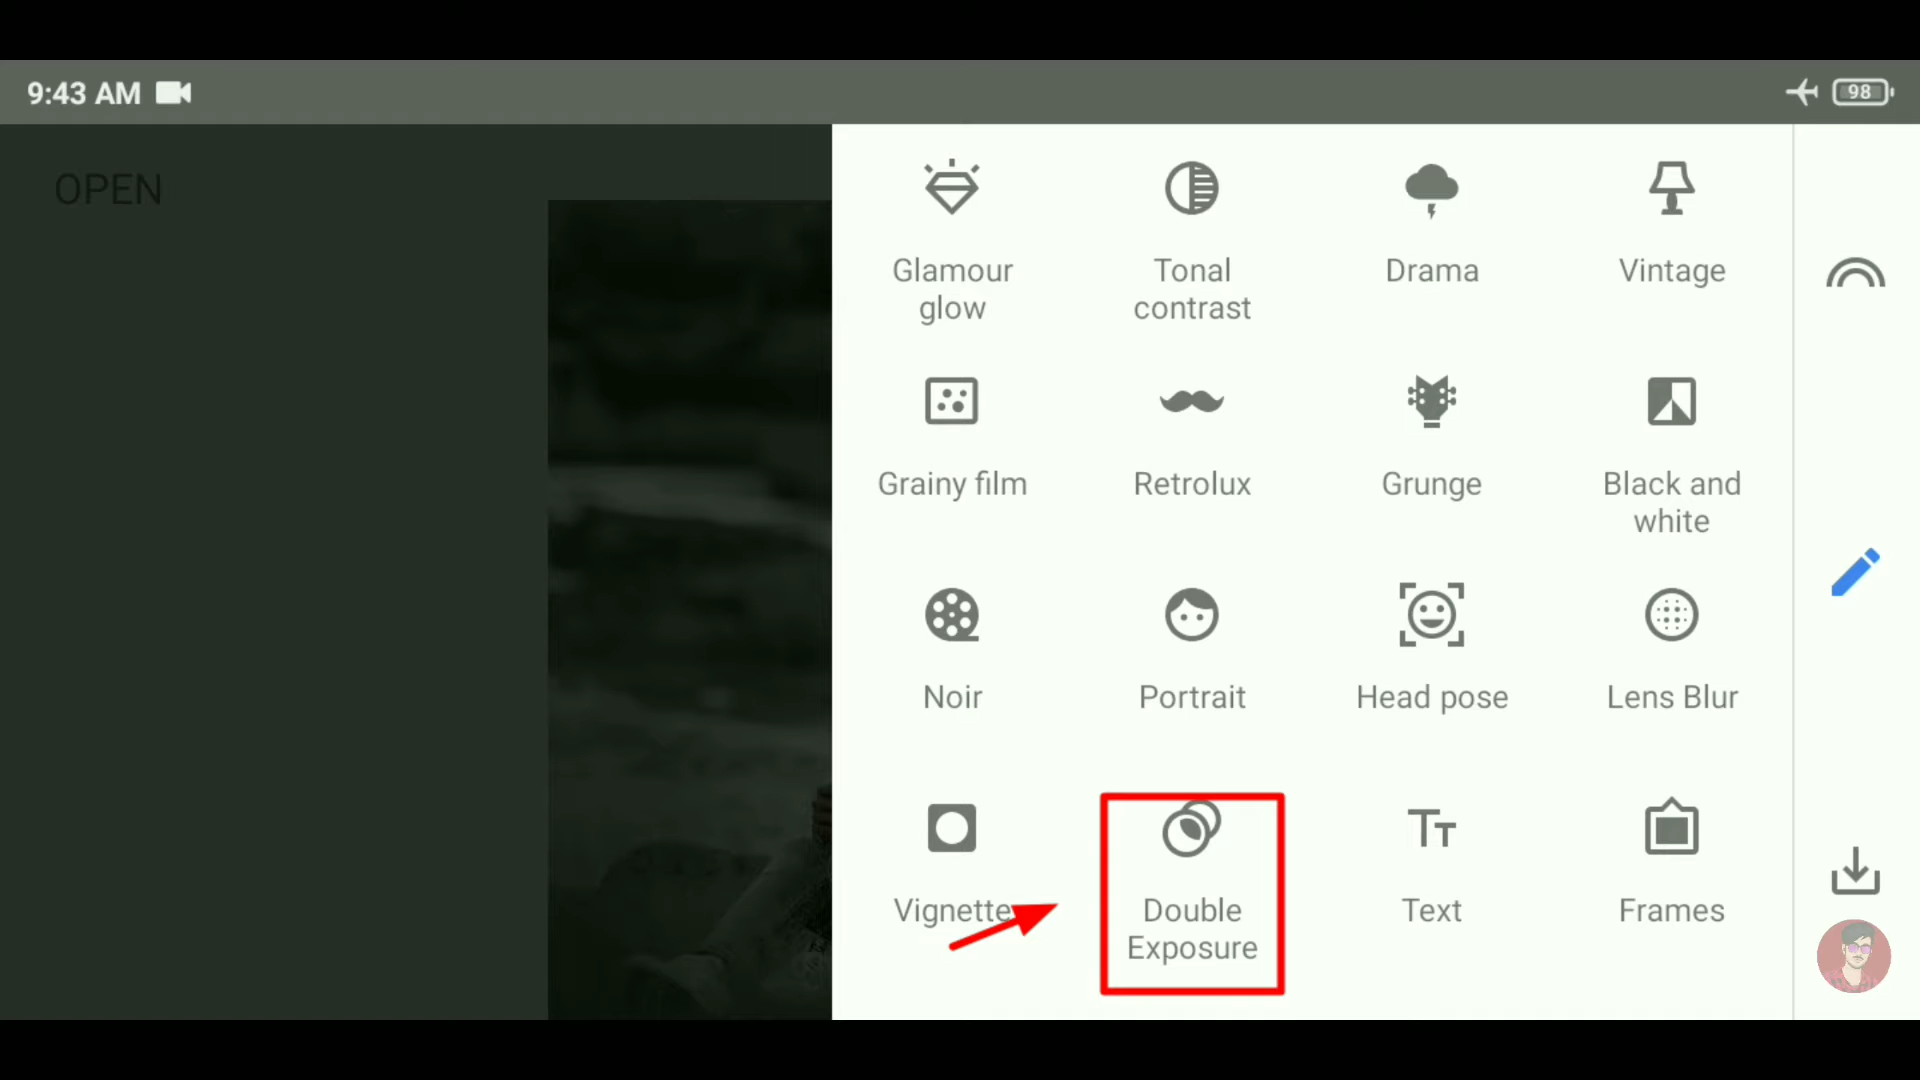 9:43 AM
98
OPEN
Glamour
glow
Tonal
contrast
Drama
Vintage
Grainy film
Retrolux
Grunge
Black and
white
Noir
Portrait
Head pose
Lens Blur
Vignette
Double
Exposure
Text
Frames